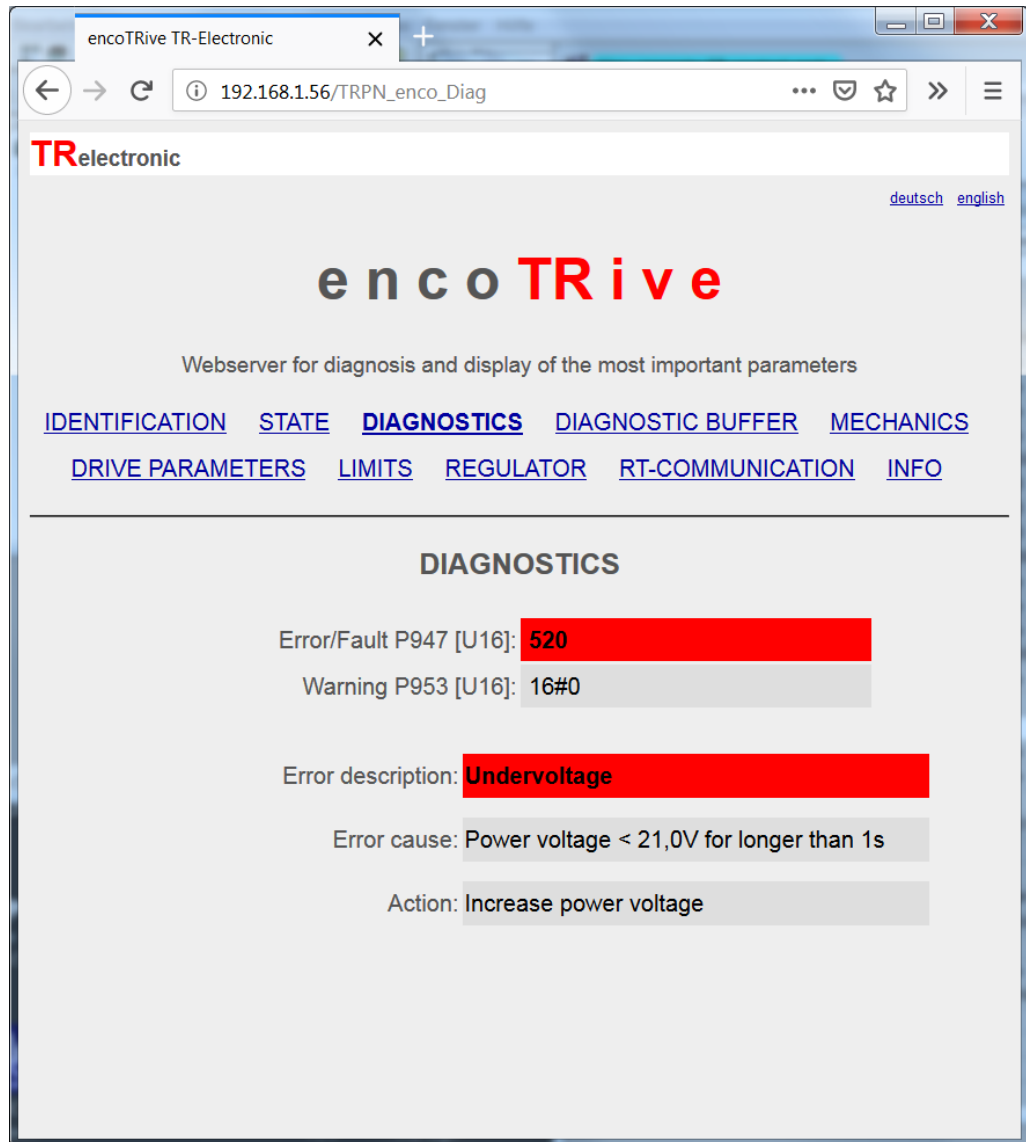 encoTRive TR-Electronic
192.168.1.56/TRPN_enco_Diag
TRelectronic
deutsch english
e n c o TR i v e
Webserver for diagnosis and display of the most important parameters
IDENTIFICATION STATE DIAGNOSTICS DIAGNOSTIC BUFFER MECHANICS
DRIVE PARAMETERS LIMITS REGULATOR RT-COMMUNICATION INFO
DIAGNOSTICS
Error/Fault P947 [U16]: 520
Warning P953 [U16]: 16#0
Error description: Undervoltage
Error cause: Power voltage < 21,0V for longer than 1s
Action: Increase power voltage